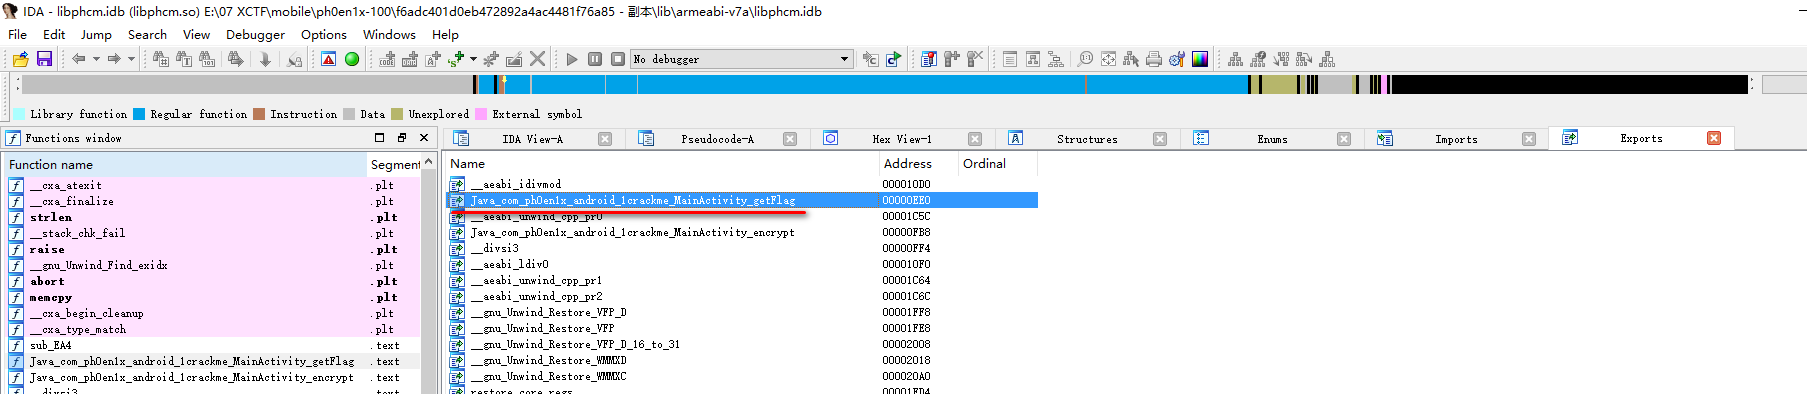 IDA - libphcm.idb (libphcm.so) E:\07 XCTF\mobile\ph0en1x-100\f6adc401d0eb472892a4ac4481f76a85 - 副本\lib\armeabi-v7a\libphcm.idb
File Edit Jump Search View Debugger Options Windows Help
No debugger
Library function Regular function Instruction Data Unexplored External symbol
Functions window
IDA View-A Pseudocode-A Hex View-1 Structures Enums Imports Exports
Function name Segment
__cxa_atexit .plt
__cxa_finalize .plt
strlen .plt
__stack_chk_fail .plt
raise .plt
__gnu_Unwind_Find_exidx .plt
abort .plt
memcpy .plt
__cxa_begin_cleanup .plt
__cxa_type_match .plt
sub_EA4 .text
Java_com_ph0en1x_android_1crackme_MainActivity_getFlag .text
Java_com_ph0en1x_android_1crackme_MainActivity_encrypt .text
__divsi3 .text
Name Address Ordinal
__aeabi_idivmod 000010D0
Java_com_ph0en1x_android_1crackme_MainActivity_getFlag 00000EE0
__aeabi_unwind_cpp_pr0 00001C5C
Java_com_ph0en1x_android_1crackme_MainActivity_encrypt 00000FB8
__divsi3 00000FF4
__aeabi_ldiv0 000010F0
__aeabi_unwind_cpp_pr1 00001C64
__aeabi_unwind_cpp_pr2 00001C6C
__gnu_Unwind_Restore_VFP_D 00001FF8
__gnu_Unwind_Restore_VFP 00001FE8
__gnu_Unwind_Restore_VFP_D_16_to_31 00002008
__gnu_Unwind_Restore_WMMXD 00002018
__gnu_Unwind_Restore_WMMXC 000020A0
restore_core_regs 00001FD4